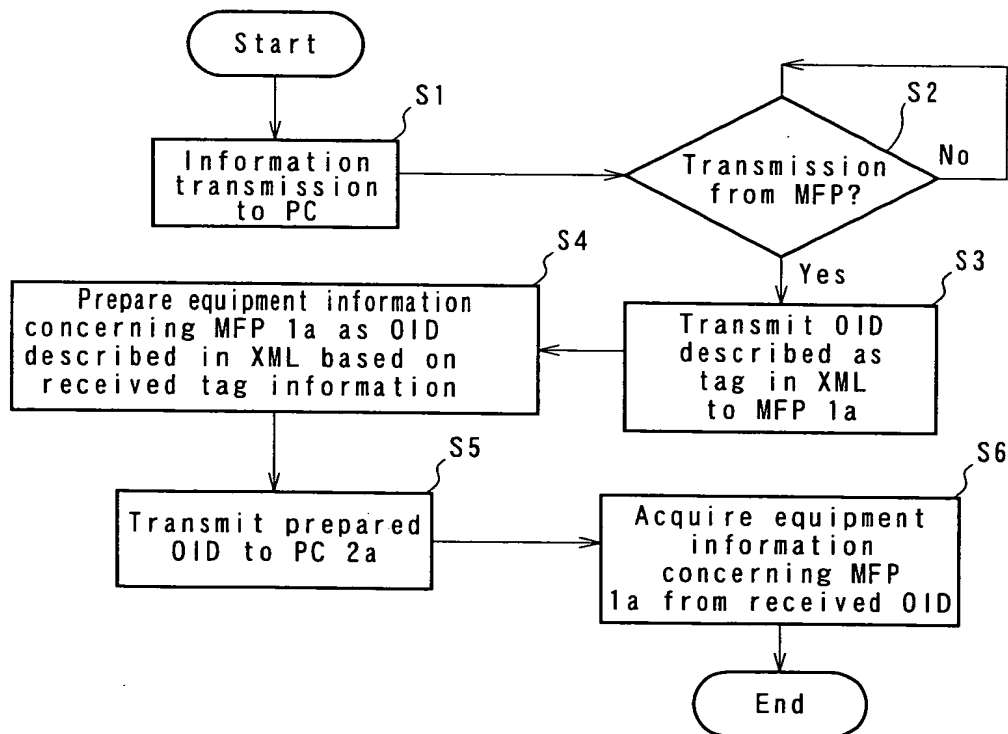 Start
S1
Information
transmission
to PC
S2
Transmission
from MFP?
No
Yes
S3
Transmit OID
described as
tag in XML
to MFP 1a
S4
Prepare equipment information
concerning MFP 1a as OID
described in XML based on
received tag information
S5
Transmit prepared
OID to PC 2a
S6
Acquire equipment
information
concerning MFP
1a from received OID
End